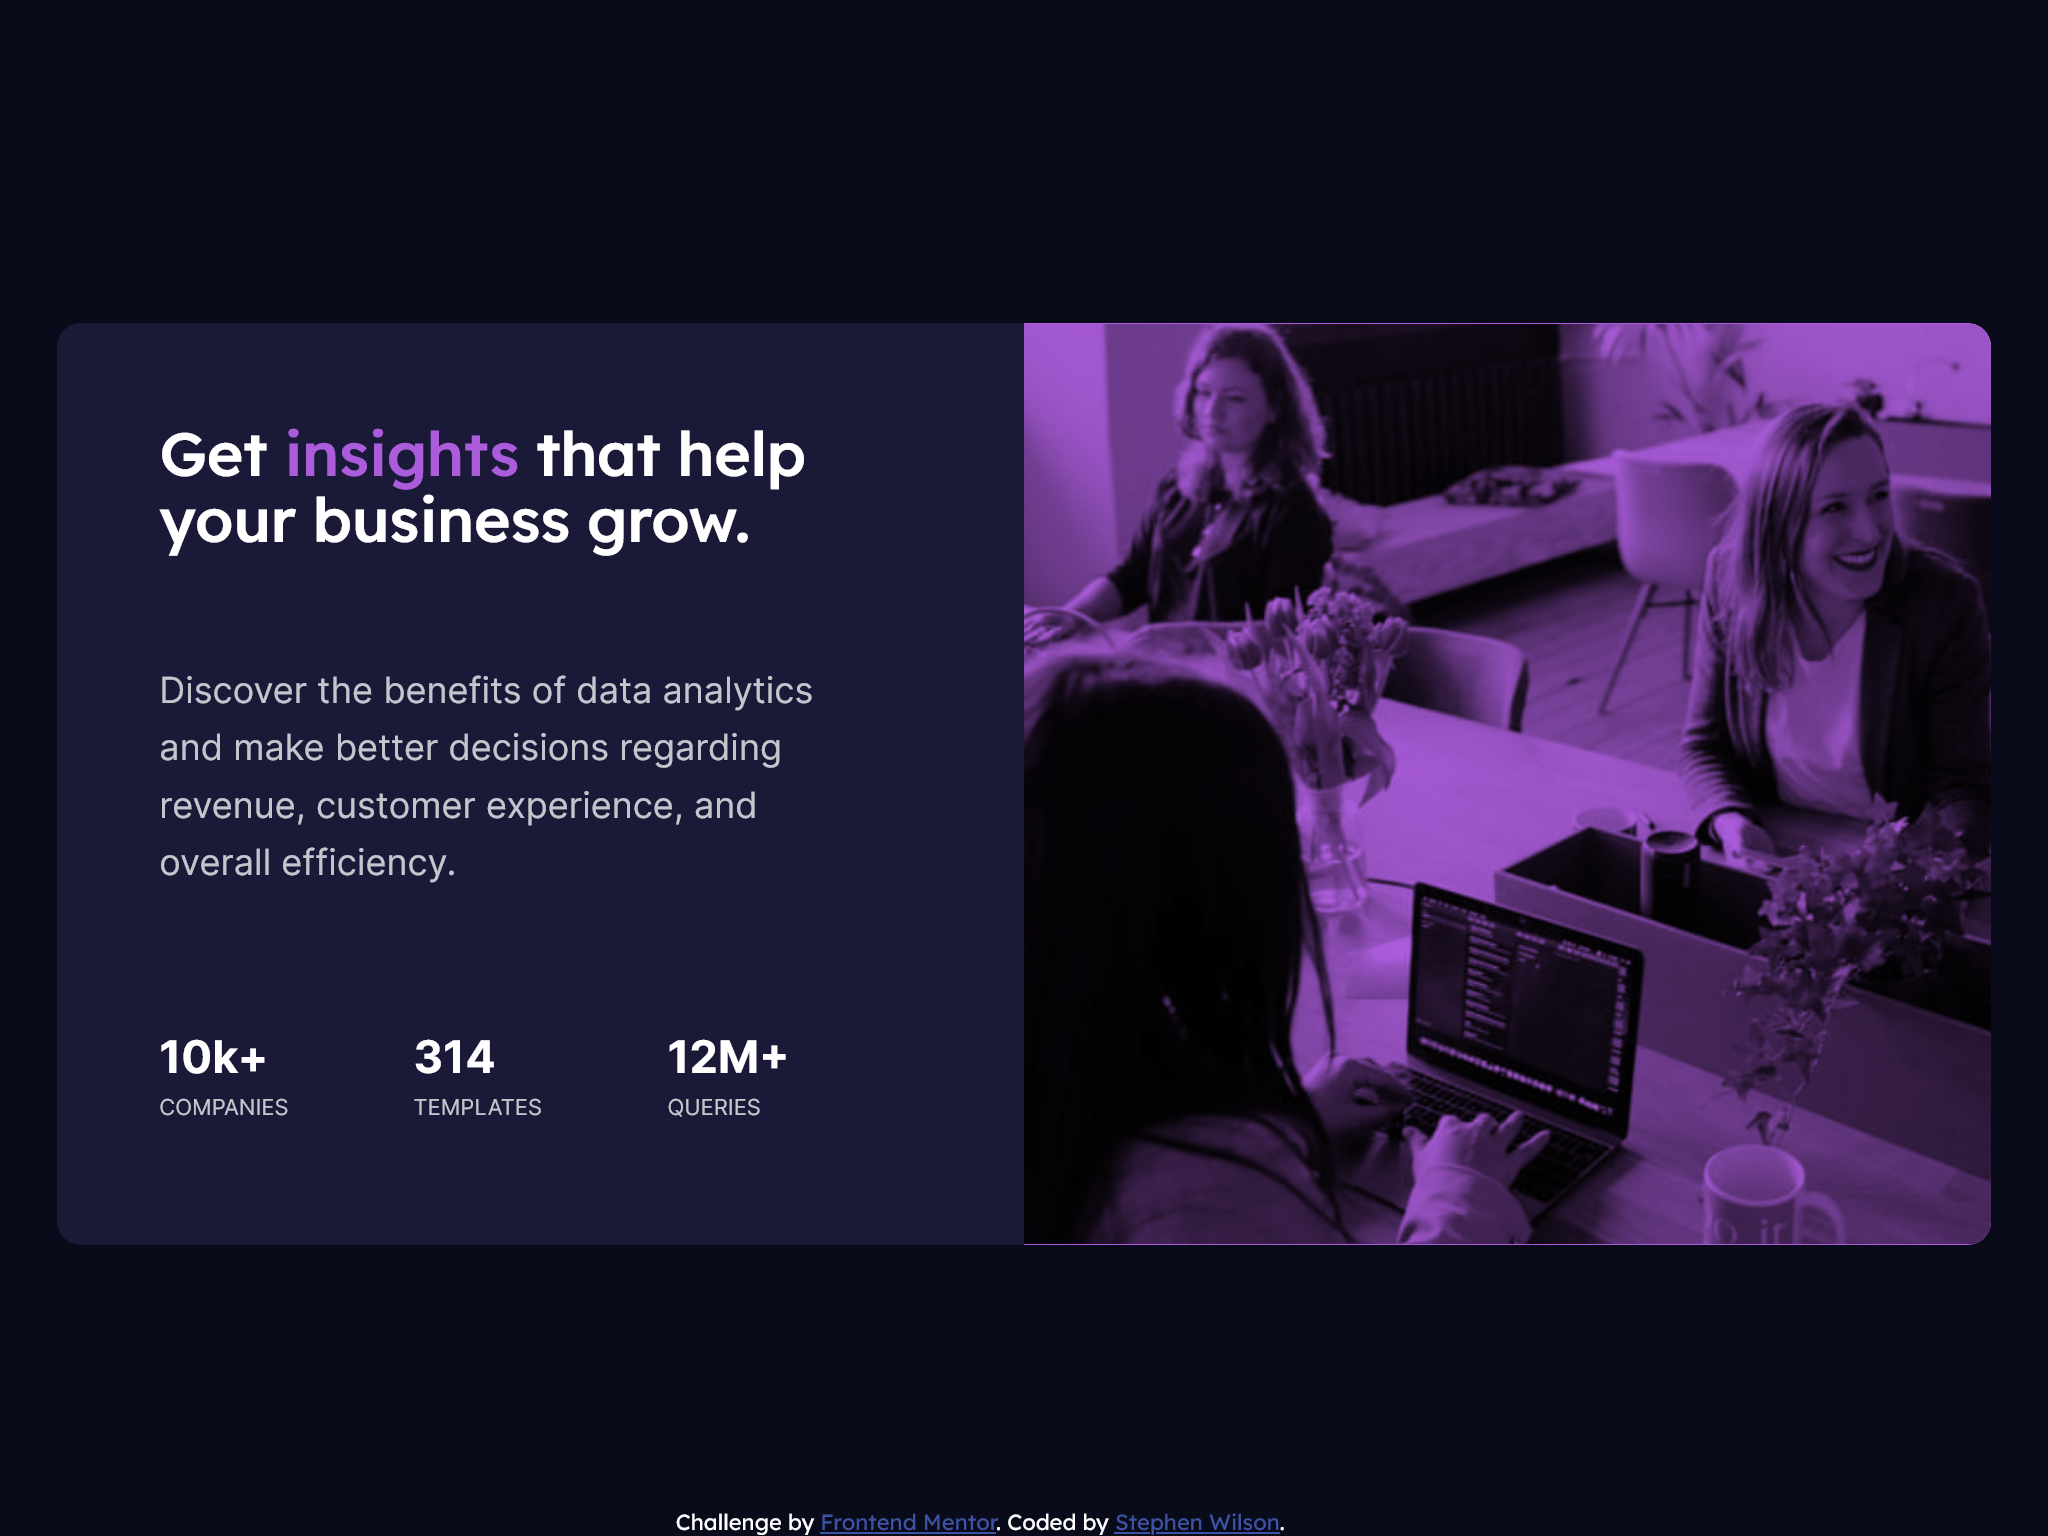 Get insights that help
your business grow.
Discover the benefits of data analytics
and make better decisions regarding
revenue, customer experience, and
overall efficiency.
10k+
COMPANIES
314
TEMPLATES
12M+
QUERIES
Challenge by Frontend Mentor. Coded by Stephen Wilson.